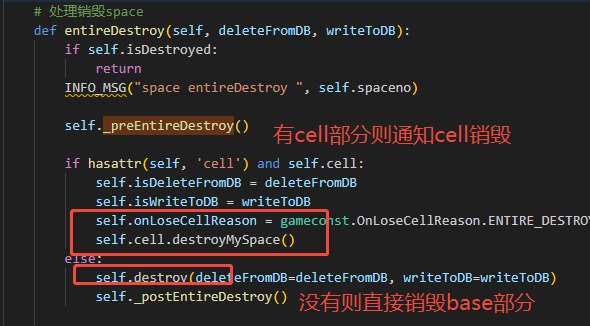 # 处理销毁space
def entireDestroy(self, deleteFromDB, writeToDB):
if self.isDestroyed:
return
INFO_MSG("space entireDestroy ", self.spaceno)
self._preEntireDestroy()
有cell部分则通知cell销毁
if hasattr(self, 'cell') and self.cell:
self.isDeleteFromDB = deleteFromDB
self.isWriteToDB = writeToDB
self.onLoseCellReason = gameconst.OnLoseCellReason.ENTIRE_DESTRO
self.cell.destroyMySpace()
else:
self.destroy(deleteFromDB=deleteFromDB, writeToDB=writeToDB)
self._postEntireDestroy()
没有则直接销毁base部分